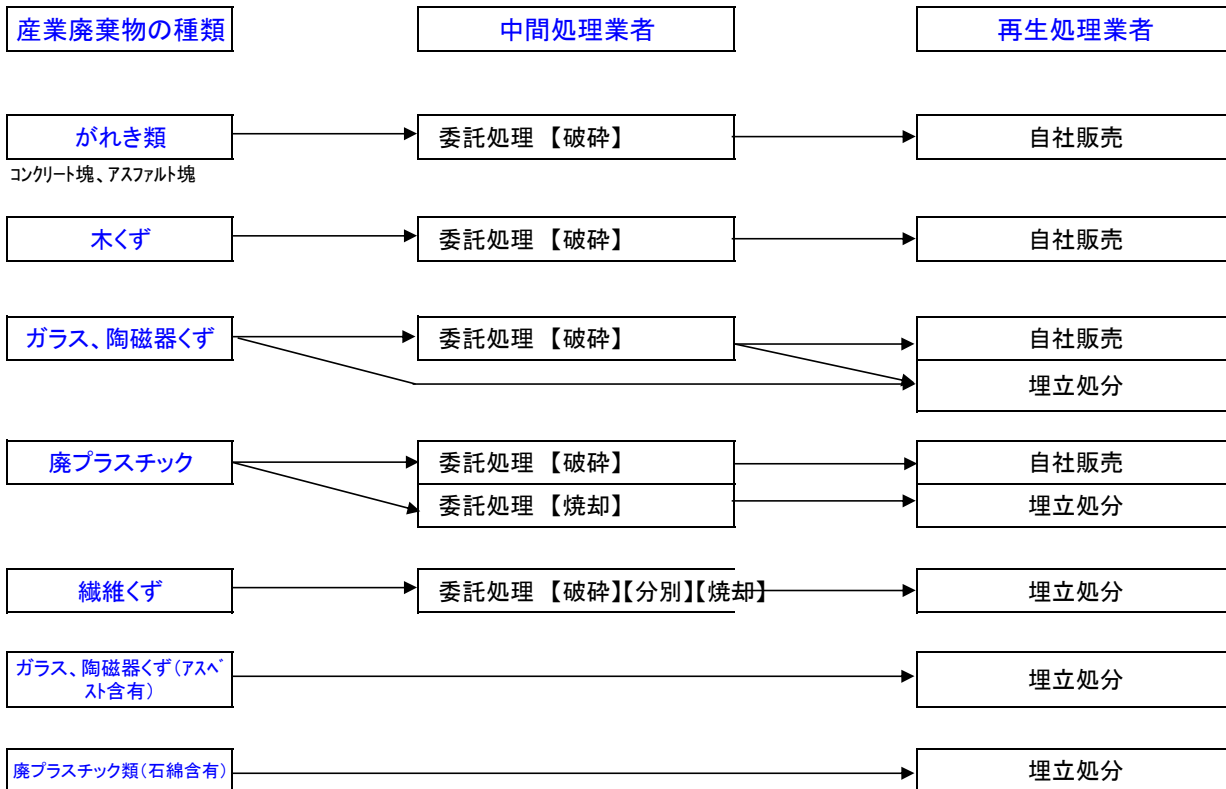 産業廃棄物の種類
中間処理業者
再生処理業者
がれき類
委託処理 【破砕】
自社販売
コンクリート塊、アスファルト塊
木くず
委託処理 【破砕】
自社販売
ガラス、陶磁器くず
委託処理 【破砕】
自社販売
埋立処分
廃プラスチック
委託処理 【破砕】
自社販売
委託処理 【焼却】
埋立処分
繊維くず
委託処理 【破砕】【分別】【焼却】
埋立処分
ガラス、陶磁器くず(アスベ
スト含有)
埋立処分
廃プラスチック類(石綿含有)
埋立処分